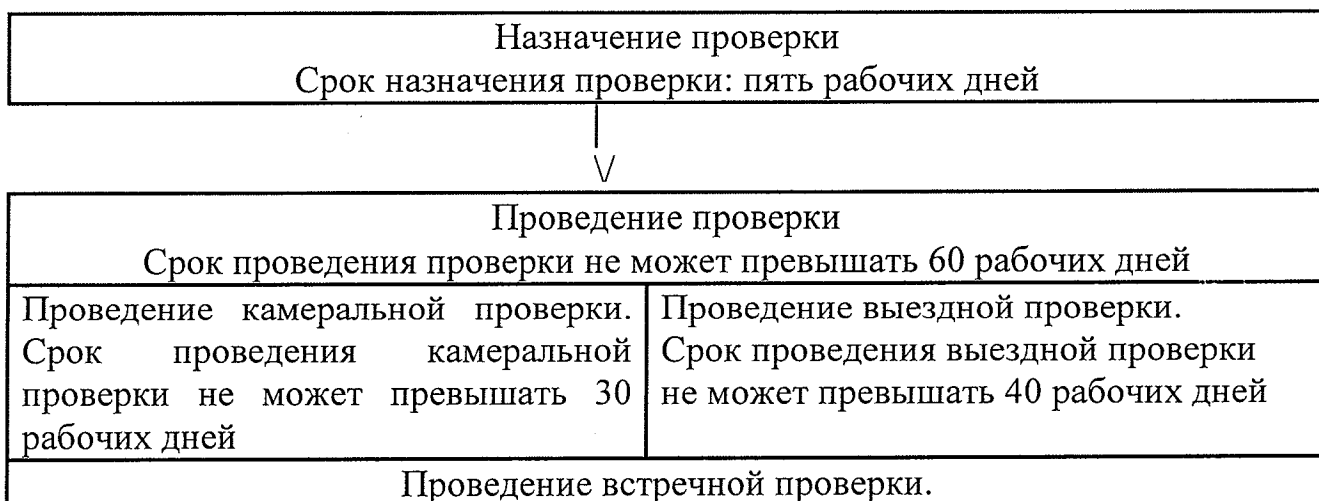 Назначение проверки
Срок назначения проверки: пять рабочих дней
Проведение проверки
Срок проведения проверки не может превышать 60 рабочих дней
Проведение камеральной проверки.
Срок проведения камеральной
проверки не может превышать 30
рабочих дней
Проведение выездной проверки.
Срок проведения выездной проверки
не может превышать 40 рабочих дней
Проведение встречной проверки.